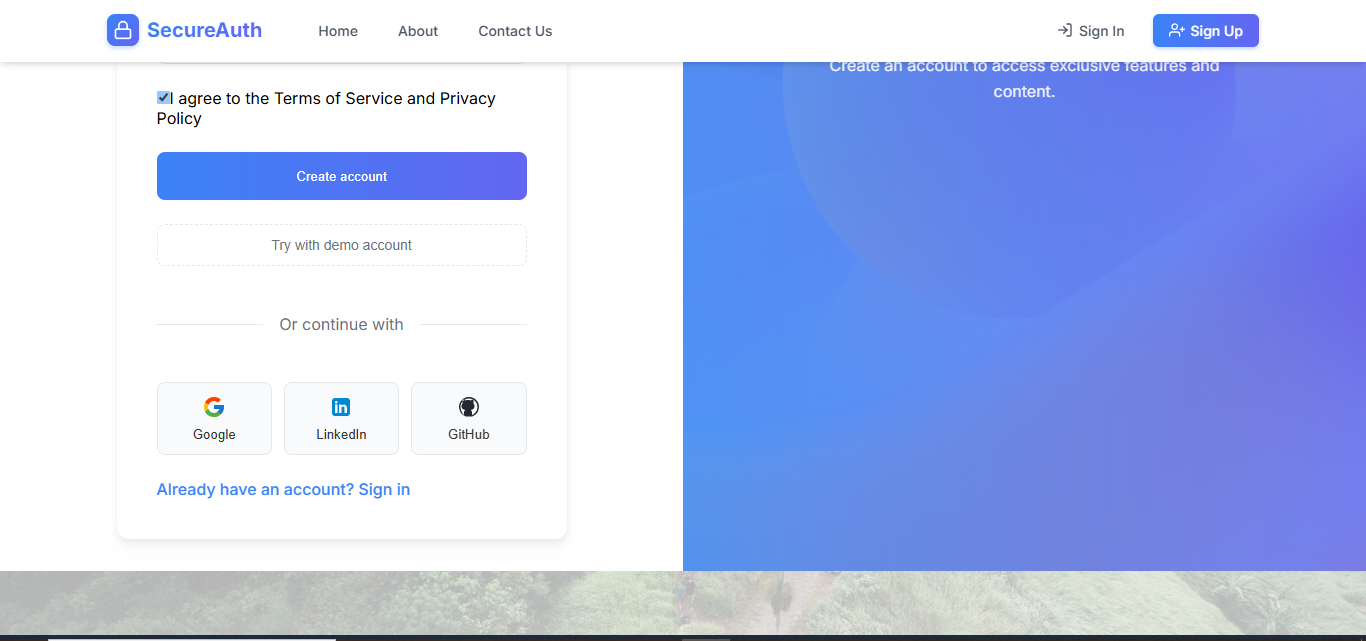 SecureAuth
Home
About
Contact Us
Sign In
Sign Up
I agree to the Terms of Service and Privacy
Policy
Create account
Try with demo account
Or continue with
Google
LinkedIn
GitHub
Already have an account? Sign in
Create an account to access exclusive features and
content.